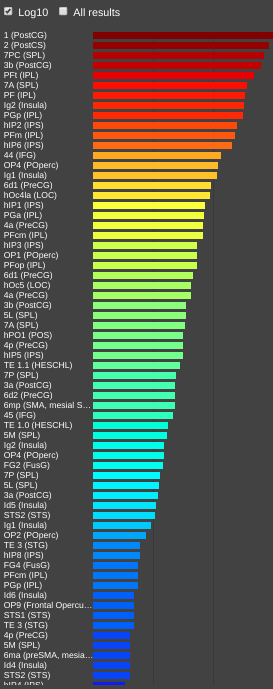 Log10 All results
1 (PostCG)
2 (PostCS)
7PC (SPL)
3b (PostCG)
PFt (IPL)
7A (SPL)
PF (IPL)
Ig2 (Insula)
PGp (IPL)
hIP2 (IPS)
PFm (IPL)
hIP6 (IPS)
44 (IFG)
OP4 (POperc)
Ig1 (Insula)
6d1 (PreCG)
hOc4la (LOC)
hIP1 (IPS)
PGa (IPL)
4a (PreCG)
PFcm (IPL)
hIP3 (IPS)
OP1 (POperc)
PFop (IPL)
6d1 (PreCG)
hOc5 (LOC)
4a (PreCG)
3b (PostCG)
5L (SPL)
7A (SPL)
hPO1 (POS)
4p (PreCG)
hIP5 (IPS)
TE 1.1 (HESCHL)
7P (SPL)
3a (PostCG)
6d2 (PreCG)
6mp (SMA, mesial S...
45 (IFG)
TE 1.0 (HESCHL)
5M (SPL)
Ig2 (Insula)
OP4 (POperc)
FG2 (FusG)
7P (SPL)
5L (SPL)
3a (PostCG)
Id5 (Insula)
STS2 (STS)
Ig1 (Insula)
OP2 (POperc)
TE 3 (STG)
hIP8 (IPS)
FG4 (FusG)
PFcm (IPL)
PGp (IPL)
Id6 (Insula)
OP9 (Frontal Opercu...
STS1 (STS)
TE 3 (STG)
4p (PreCG)
5M (SPL)
6ma (preSMA, mesia...
Id4 (Insula)
STS2 (STS)
hIP4 (IPS)